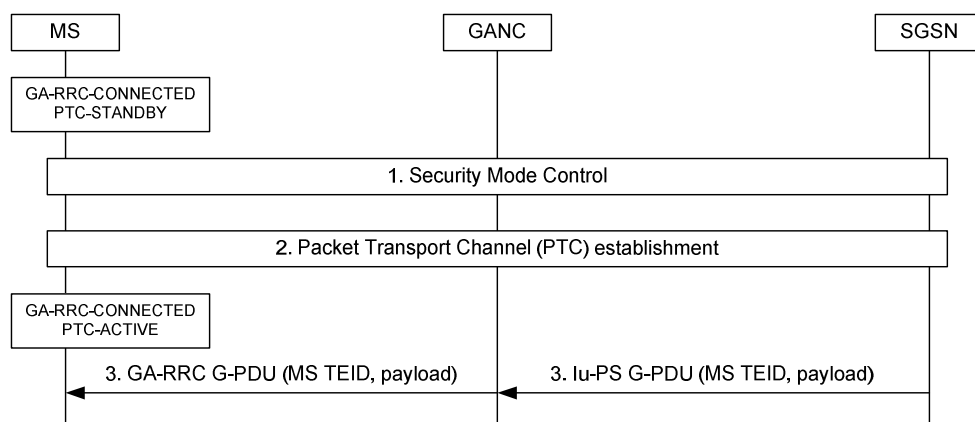 MS
GANC
SGSN
GA-RRC-CONNECTED
PTC-STANDBY
1. Security Mode Control
2. Packet Transport Channel (PTC) establishment
GA-RRC-CONNECTED
PTC-ACTIVE
3. GA-RRC G-PDU (MS TEID, payload)
3. Iu-PS G-PDU (MS TEID, payload)